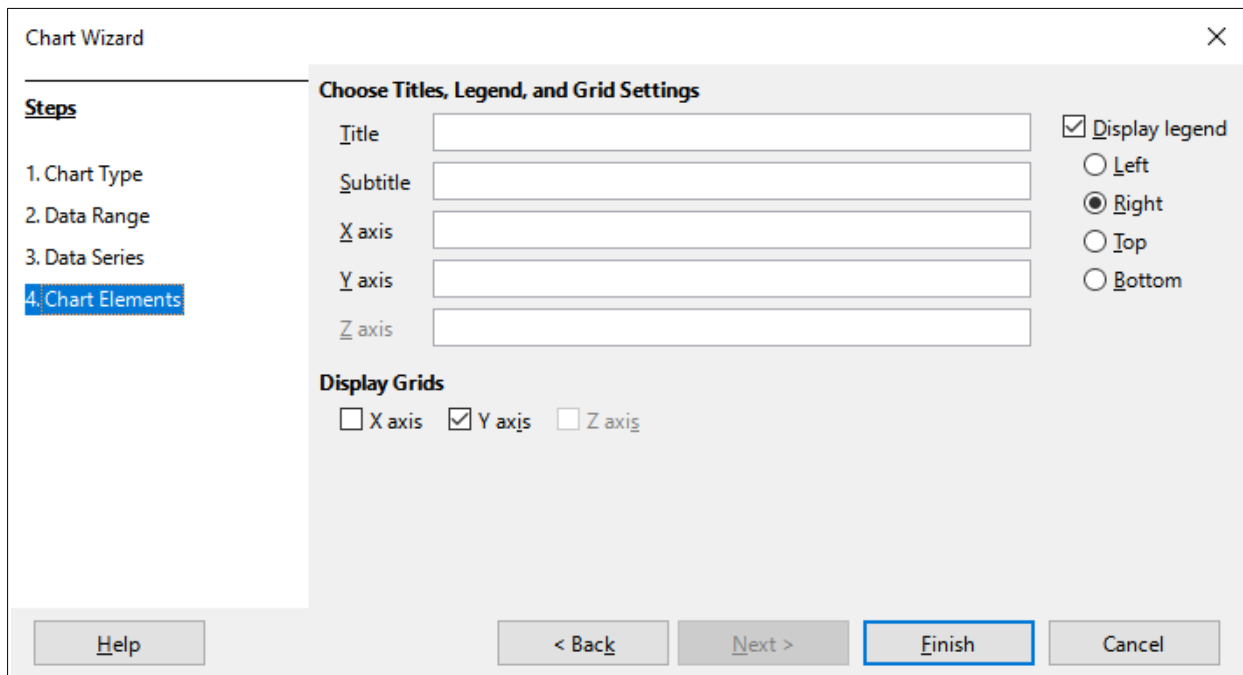 Chart Wizard
Steps
1. Chart Type
2. Data Range
3. Data Series
4. Chart Elements
Choose Titles, Legend, and Grid Settings
Title
Subtitle
X axis
Y axis
Z axis
Display legend
Left
Right
Top
Bottom
Display Grids
X axis Y axis Z axis
Help < Back Next > Finish Cancel